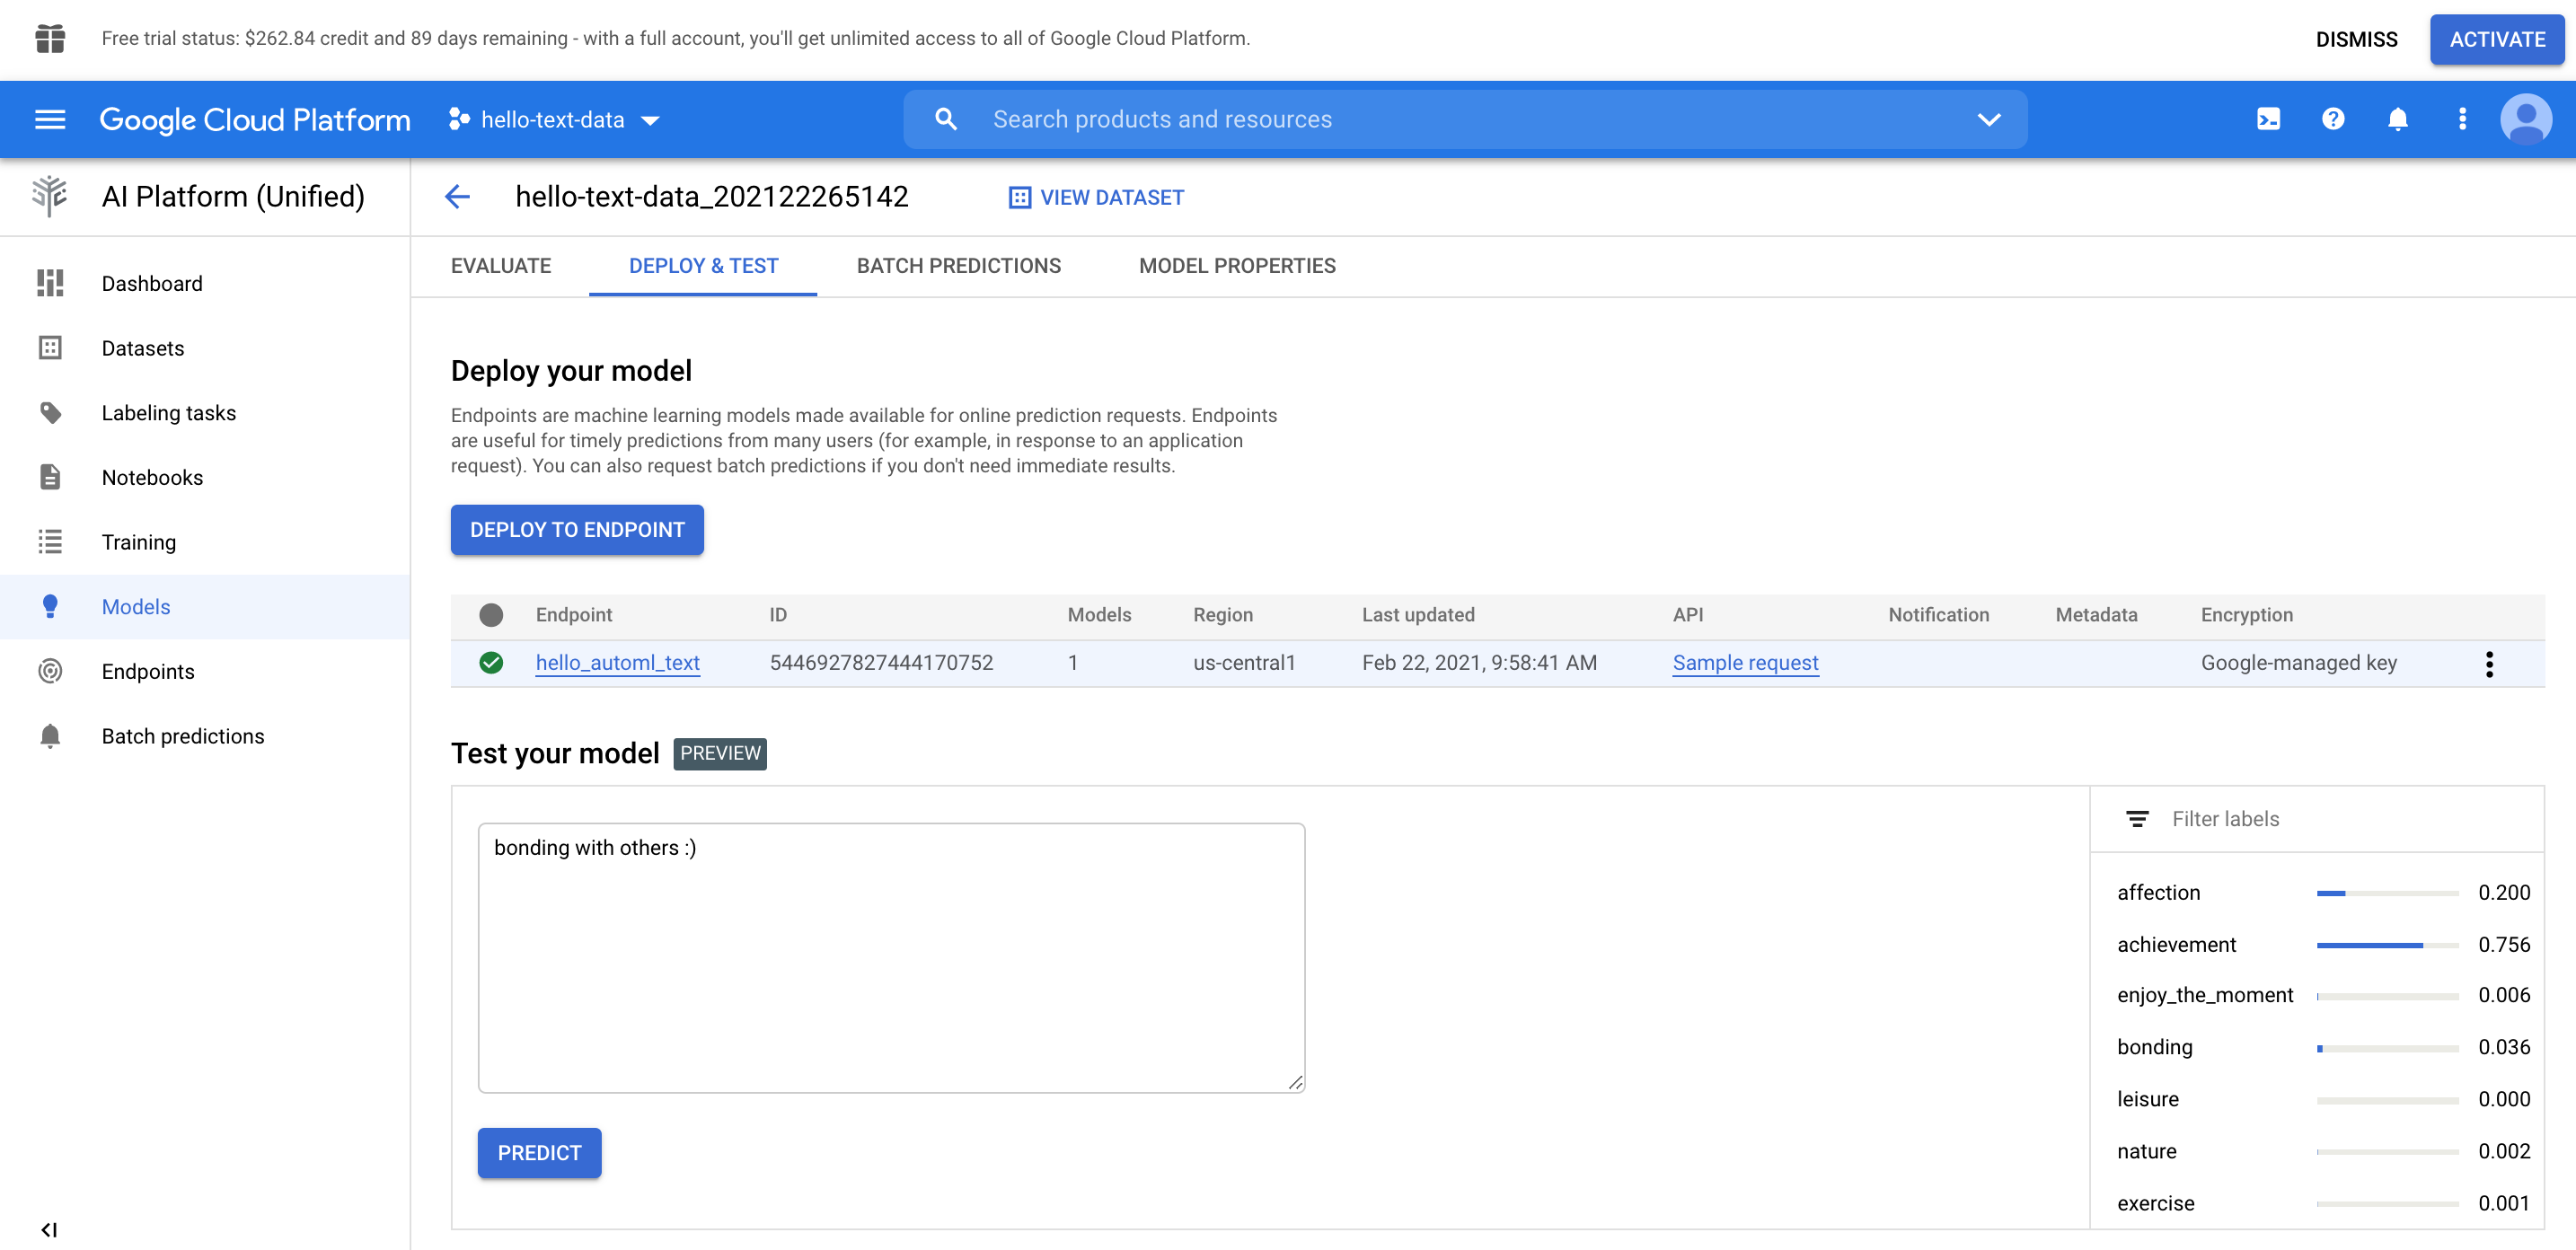 Free trial status: $262.84 credit and 89 days remaining - with a full account, you'll get unlimited access to all of Google Cloud Platform.
DISMISS
ACTIVATE
Google Cloud Platform
hello-text-data
Search products and resources
AI Platform (Unified)
hello-text-data_202122265142
VIEW DATASET
Dashboard
Datasets
Labeling tasks
Notebooks
Training
Models
Endpoints
Batch predictions
EVALUATE
DEPLOY & TEST
BATCH PREDICTIONS
MODEL PROPERTIES
Deploy your model
Endpoints are machine learning models made available for online prediction requests. Endpoints
are useful for timely predictions from many users (for example, in response to an application
request). You can also request batch predictions if you don't need immediate results.
DEPLOY TO ENDPOINT
Endpoint ID Models Region Last updated API Notification Metadata Encryption
hello_automl_text 5446927827444170752 1 us-central1 Feb 22, 2021, 9:58:41 AM Sample request Google-managed key
Test your model PREVIEW
bonding with others :)
PREDICT
Filter labels
affection 0.200
achievement 0.756
enjoy_the_moment 0.006
bonding 0.036
leisure 0.000
nature 0.002
exercise 0.001